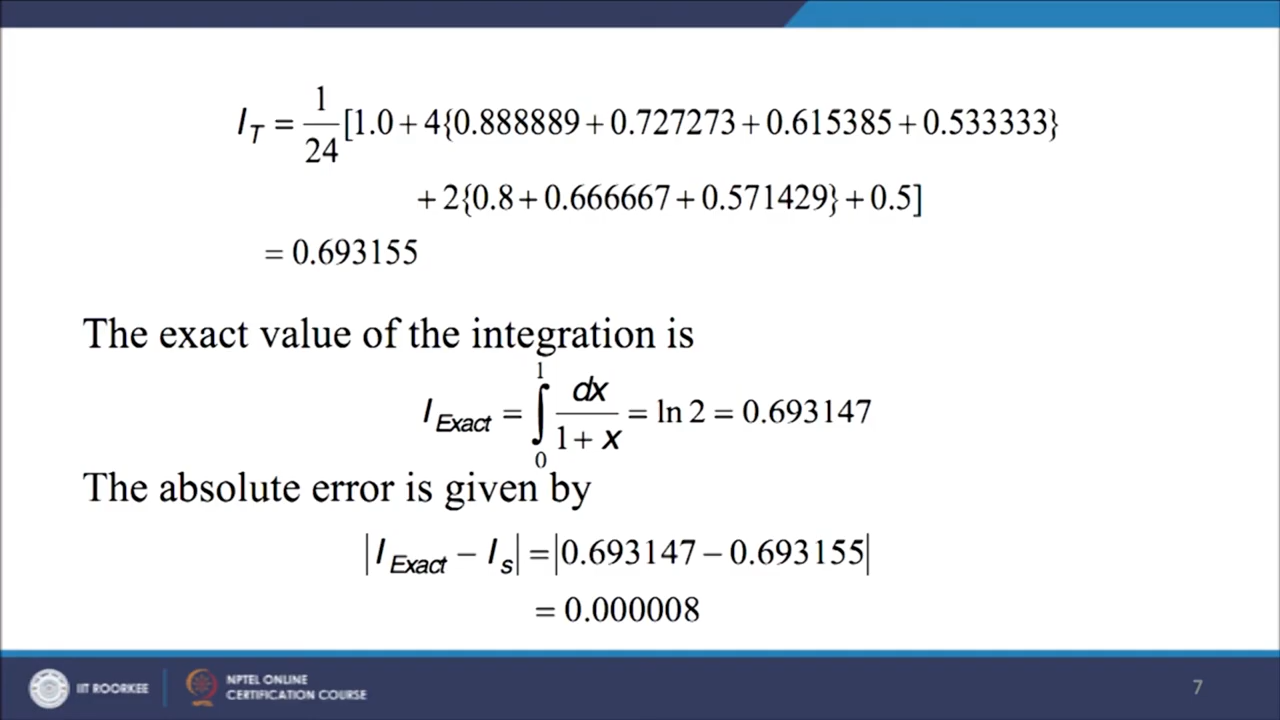 I_T = 1/24 [1.0 + 4{0.888889 + 0.727273 + 0.615385 + 0.533333}
+ 2{0.8 + 0.666667 + 0.571429} + 0.5]
= 0.693155
The exact value of the integration is
I_Exact = ∫_0^1 dx/(1 + x) = ln 2 = 0.693147
The absolute error is given by
|I_Exact − I_s| = |0.693147 − 0.693155|
= 0.000008
IIT ROORKEE
NPTEL ONLINE
CERTIFICATION COURSE
7